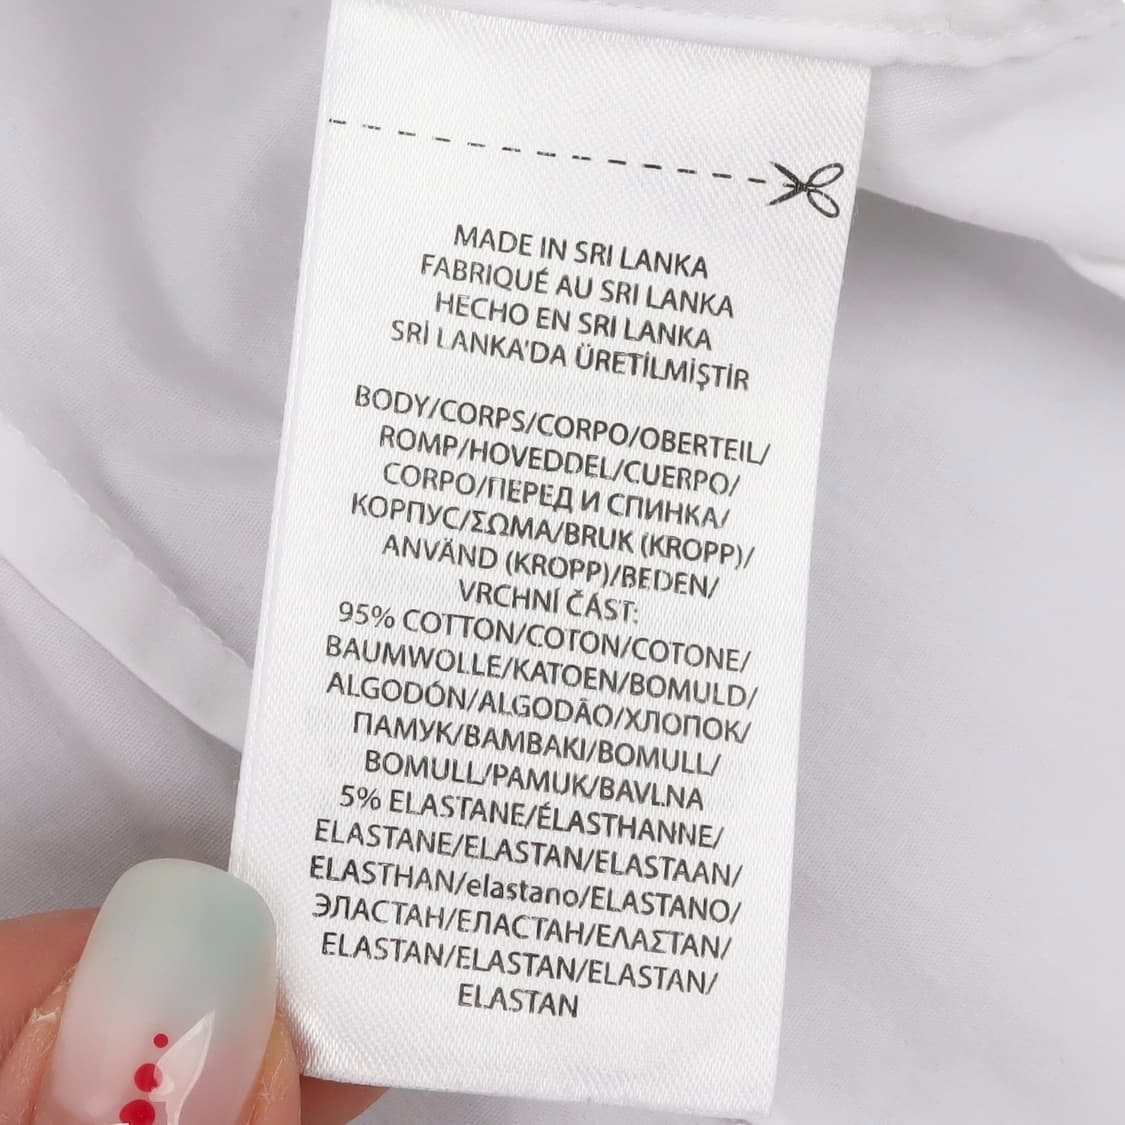 MADE IN SRI LANKA
FABRIQUÉ AU SRI LANKA
HECHO EN SRI LANKA
SRİ LANKA'DA ÜRETİLMİŞTİR
BODY/CORPS/CORPO/OBERTEIL/
ROMP/HOVEDDEL/CUERPO/
CORPO/ПЕРЕД И СПИНКА/
КОРПУС/ΣΩΜΑ/BRUK (KROPP)/
ANVÄND (KROPP)/BEDEN/
VRCHNÍ ČÁST:
95% COTTON/COTON/COTONE/
BAUMWOLLE/KATOEN/BOMULD/
ALGODÓN/ALGODÃO/ХЛОПОК/
ПАМУК/ΒΑΜΒΑΚΙ/BOMULL/
BOMULL/PAMUK/BAVLNA
5% ELASTANE/ÉLASTHANNE/
ELASTANE/ELASTAN/ELASTAAN/
ELASTHAN/elastano/ELASTANO/
ЭЛАСТАН/ЕЛАСТАН/ΕΛΑΣΤΑΝ/
ELASTAN/ELASTAN/ELASTAN/
ELASTAN